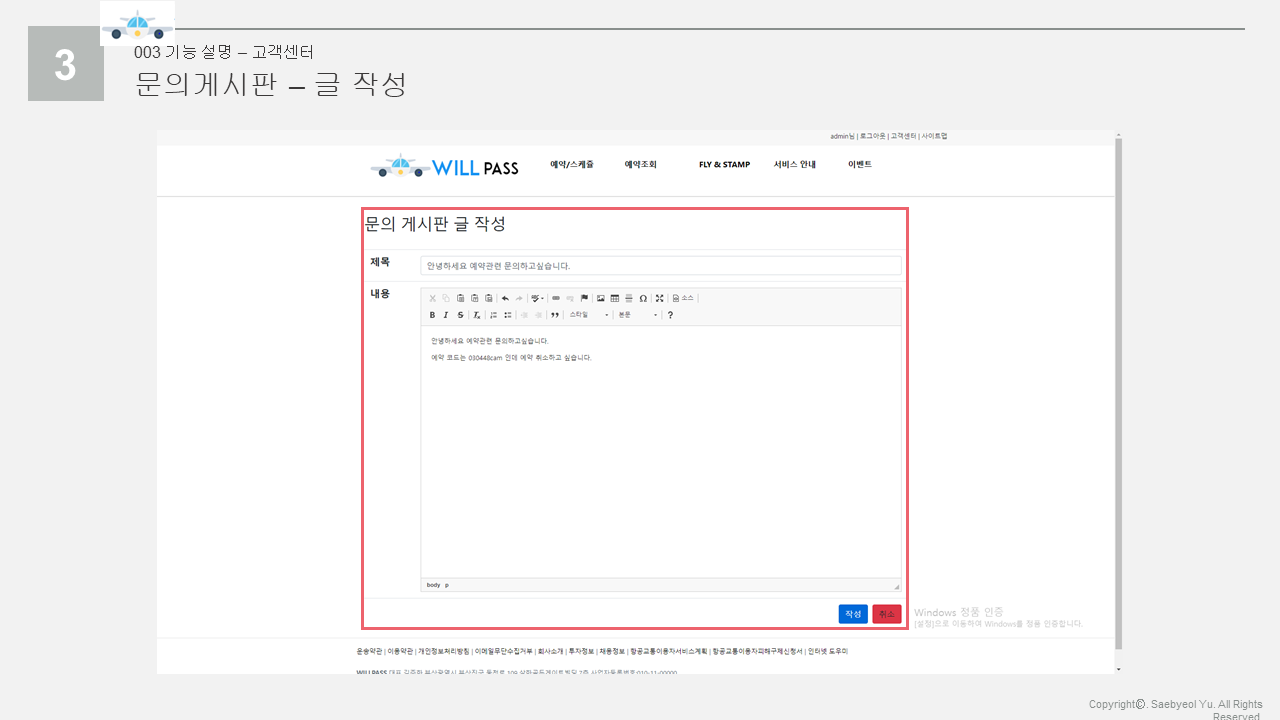 3
003 기능 설명 – 고객센터
문의게시판 – 글 작성
admin님 | 로그아웃 | 고객센터 | 사이트맵
WILL PASS 예약/스케줄 예약조회 FLY & STAMP 서비스 안내 이벤트
문의 게시판 글 작성
제목 안녕하세요 예약관련 문의하고싶습니다.
내용
소스
B I S 스타일 본문 ?
안녕하세요 예약관련 문의하고싶습니다.
예약 코드는 030448cam 인데 예약 취소하고 싶습니다.
body p
작성 취소
Windows 정품 인증
[설정]으로 이동하여 Windows를 정품 인증합니다.
운송약관 | 이용약관 | 개인정보처리방침 | 이메일무단수집거부 | 회사소개 | 투자정보 | 채용정보 | 항공교통이용자서비스계획 | 항공교통이용자피해구제신청서 | 인터넷 도우미
WILLPASS 대표
Copyright©. Saebyeol Yu. All Rights
Reserved.